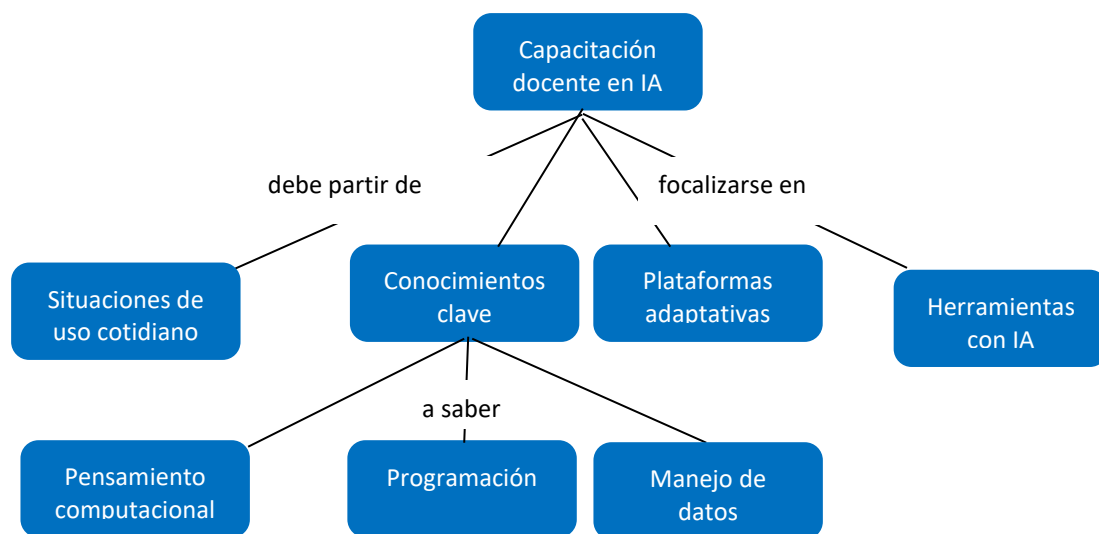 Capacitación
docente en IA
debe partir de
focalizarse en
Situaciones de
uso cotidiano
Conocimientos
clave
Plataformas
adaptativas
Herramientas
con IA
a saber
Pensamiento
computacional
Programación
Manejo de
datos